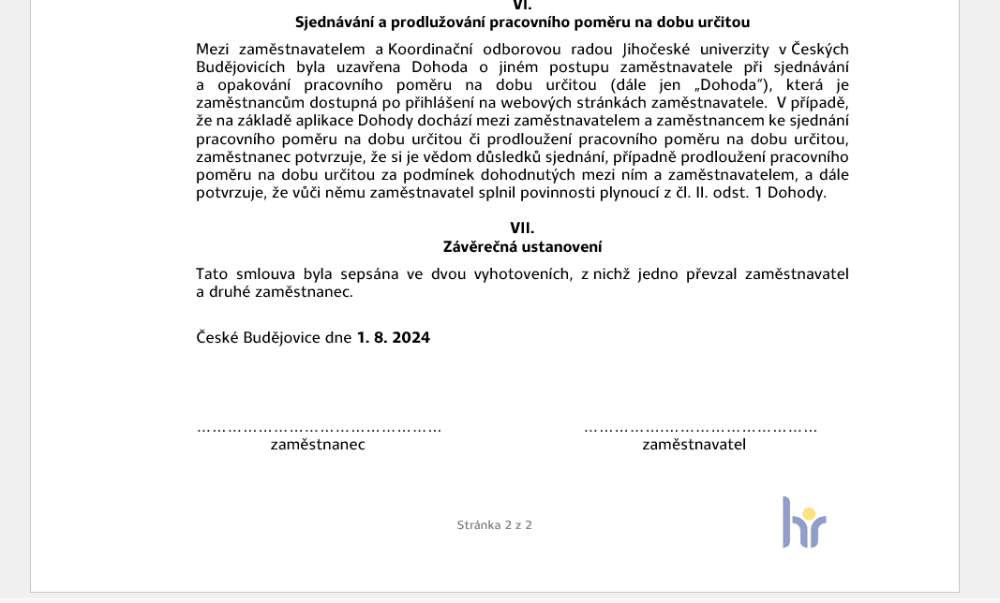 VI.
Sjednávání a prodlužování pracovního poměru na dobu určitou
Mezi zaměstnavatelem a Koordinační odborovou radou Jihočeské univerzity v Českých
Budějovicích byla uzavřena Dohoda o jiném postupu zaměstnavatele při sjednávání
a opakování pracovního poměru na dobu určitou (dále jen „Dohoda“), která je
zaměstnancům dostupná po přihlášení na webových stránkách zaměstnavatele. V případě,
že na základě aplikace Dohody dochází mezi zaměstnavatelem a zaměstnancem ke sjednání
pracovního poměru na dobu určitou či prodloužení pracovního poměru na dobu určitou,
zaměstnanec potvrzuje, že si je vědom důsledků sjednání, případně prodloužení pracovního
poměru na dobu určitou za podmínek dohodnutých mezi ním a zaměstnavatelem, a dále
potvrzuje, že vůči němu zaměstnavatel splnil povinnosti plynoucí z čl. II. odst. 1 Dohody.
VII.
Závěrečná ustanovení
Tato smlouva byla sepsána ve dvou vyhotoveních, z nichž jedno převzal zaměstnavatel
a druhé zaměstnanec.
České Budějovice dne 1. 8. 2024
………………………………………… ……………………………………….
zaměstnanec zaměstnavatel
Stránka 2 z 2
hr